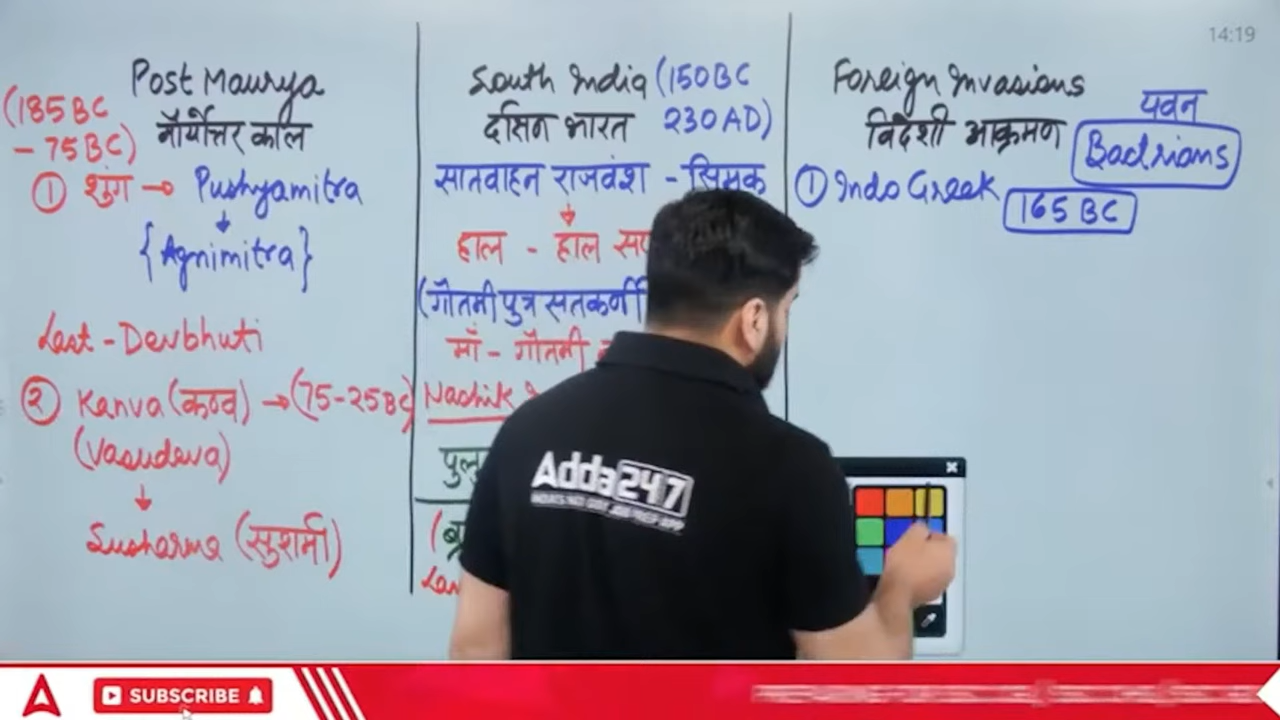 14:19
Post Maurya
मौर्योत्तर काल
(185 BC
- 75 BC)
① शुंग → Pushyamitra
{Agnimitra}
Last - Devbhuti
② Kanva (कण्व) → (75-25 BC)
(Vasudeva)
Susharma (सुशर्मा)
South India (150 BC
दक्षिण भारत 230 AD)
सातवाहन राजवंश - सिमुक
हाल - हाल
(गौतमीपुत्र सतकर्णी
माँ - गौतमी
Nashik
Foreign Invasions
विदेशी आक्रमण
यवन
Bactrians
① Indo Greek
165 BC
Adda247
SUBSCRIBE